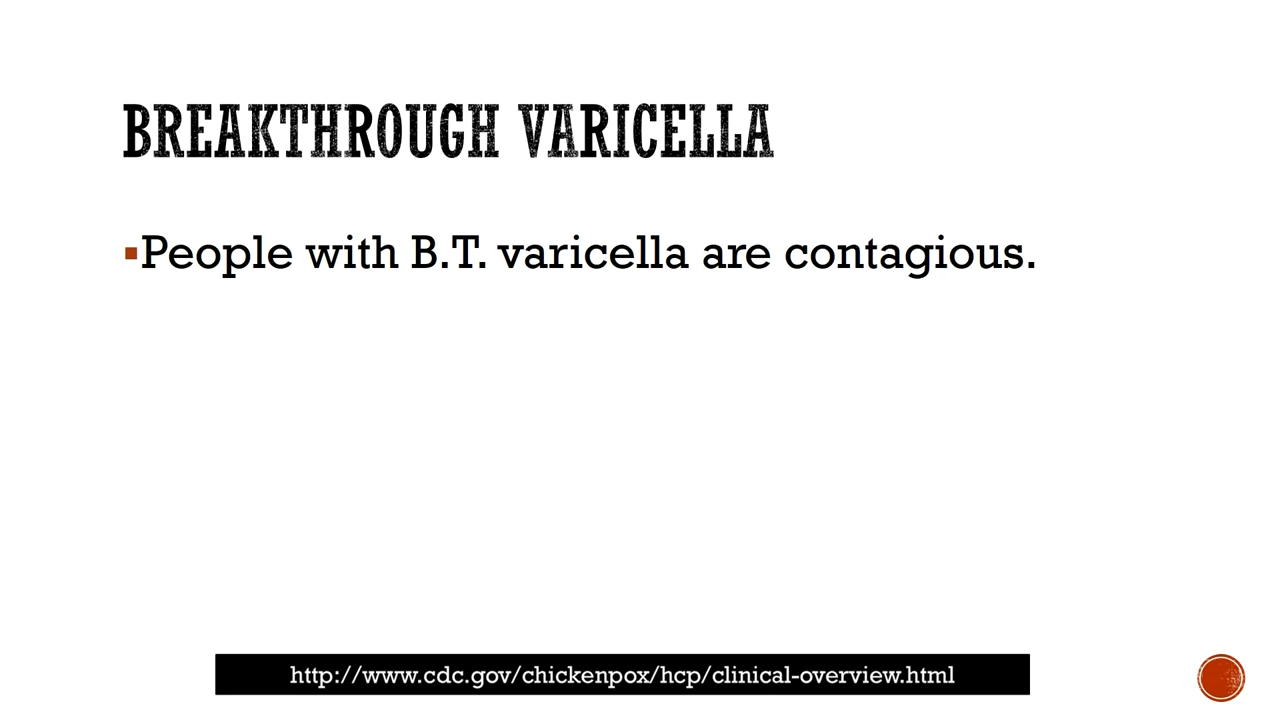 BREAKTHROUGH VARICELLA
▪People with B.T. varicella are contagious.
http://www.cdc.gov/chickenpox/hcp/clinical-overview.html